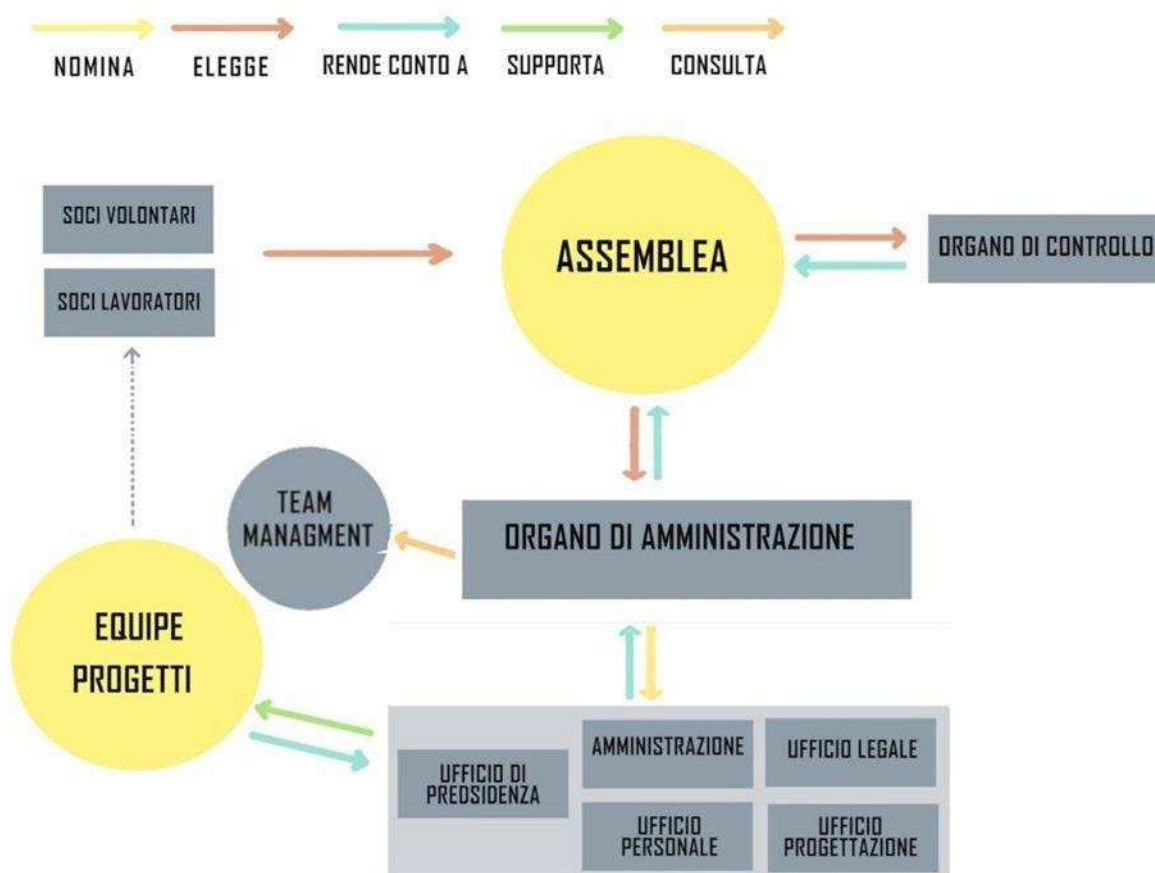 NOMINA
ELEGGE
RENDE CONTO A
SUPPORTA
CONSULTA
SOCI VOLONTARI
SOCI LAVORATORI
ASSEMBLEA
ORGANO DI CONTROLLO
TEAM
MANAGMENT
ORGANO DI AMMINISTRAZIONE
EQUIPE
PROGETTI
UFFICIO DI
PREDSIDENZA
AMMINISTRAZIONE
UFFICIO LEGALE
UFFICIO
PERSONALE
UFFICIO
PROGETTAZIONE